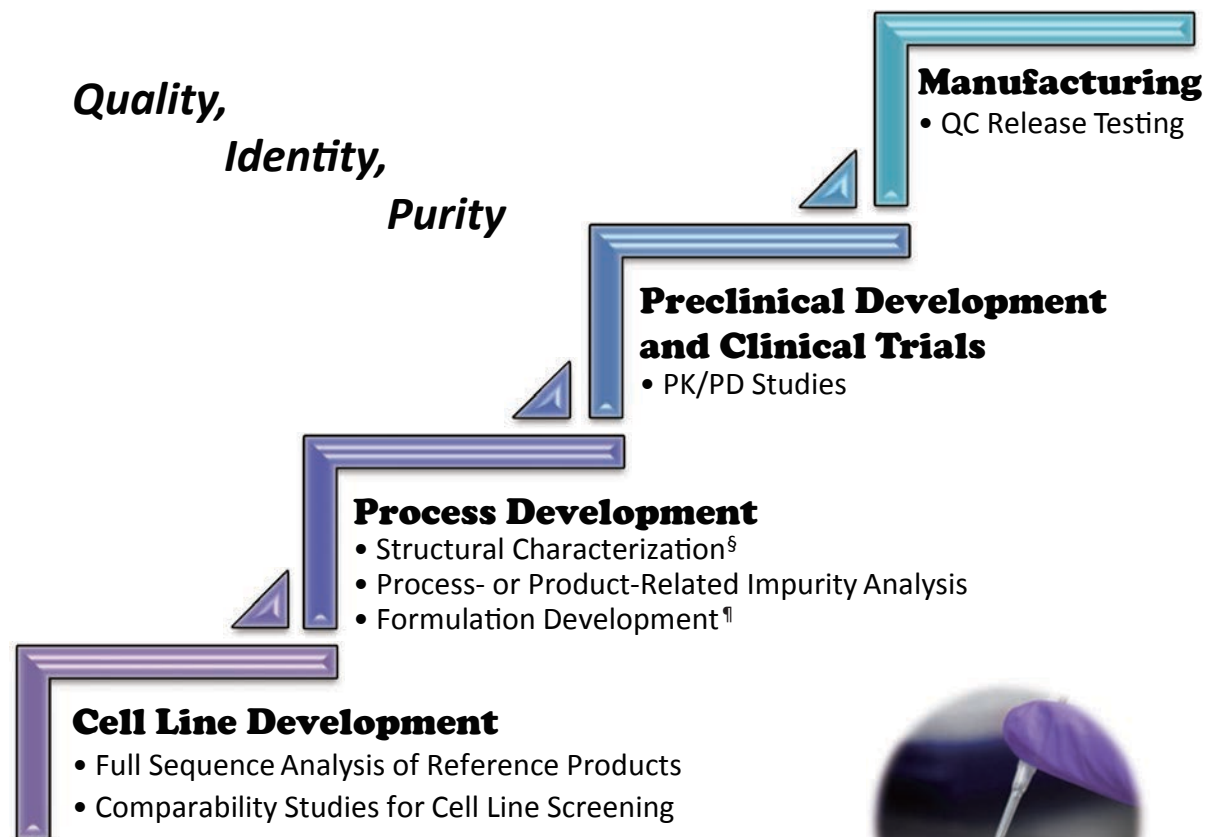 Quality,
Identity,
Purity
Manufacturing
• QC Release Testing
Preclinical Development
and Clinical Trials
• PK/PD Studies
Process Development
• Structural Characterization§
• Process- or Product-Related Impurity Analysis
• Formulation Development¶
Cell Line Development
• Full Sequence Analysis of Reference Products
• Comparability Studies for Cell Line Screening